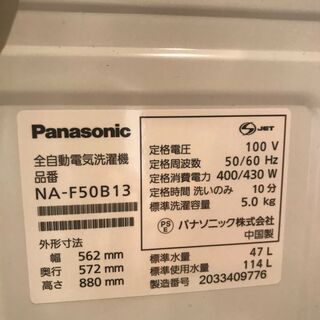 Panasonic
全自動電気洗濯機
品番
NA-F50B13
外形寸法
幅 562 mm
奥行 572 mm
高さ 880 mm
S JET
定格電圧 100 V
定格周波数 50/60 Hz
定格消費電力 400/430 W
定格時間 洗いのみ 10 分
標準洗濯容量 5.0 kg
PS E パナソニック株式会社
中国製
標準水量 47 L
標準使用水量 114 L
製造番号 2033409776